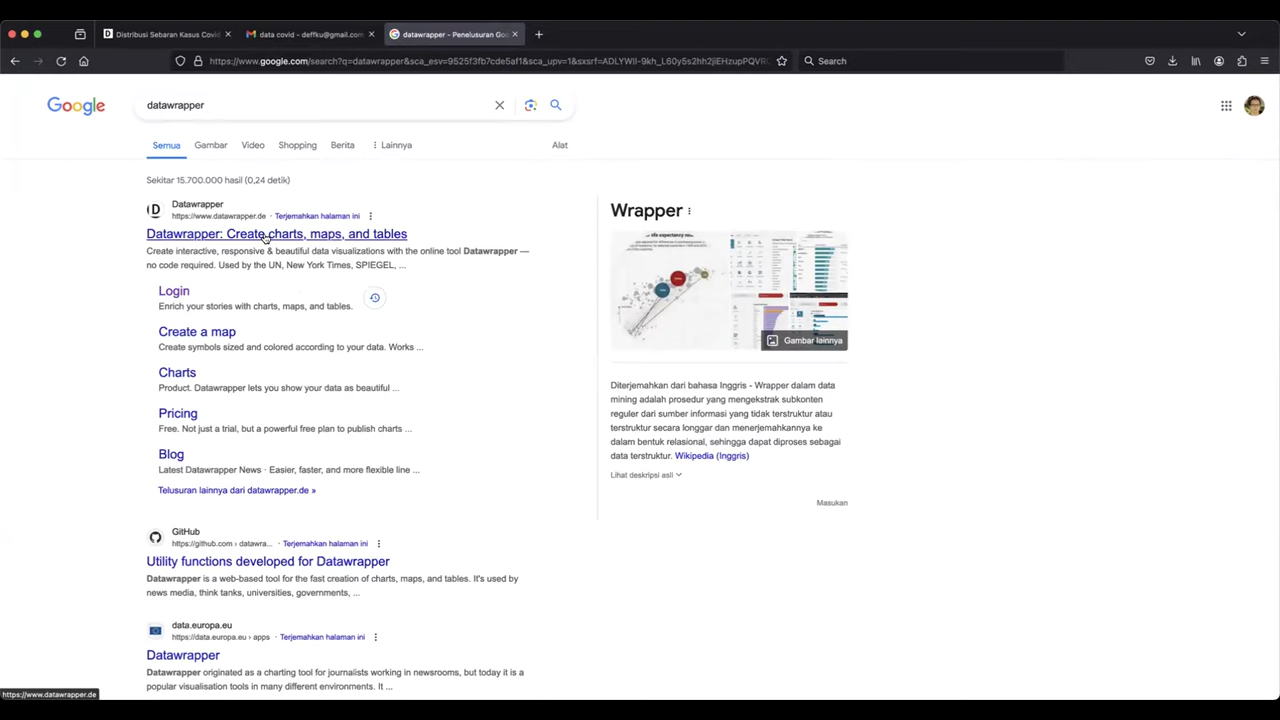 Distribusi Sebaran Kasus Covid
data covid - deffku@gmail.com
datawrapper - Penelusuran Goo
https://www.google.com/search?q=datawrapper&sca_esv=9525f3fb7cde5af1&sca_upv=1&sxsrf=
Search
Google
datawrapper
Semua
Gambar
Video
Shopping
Berita
Lainnya
Alat
Sekitar 15.700.000 hasil (0,24 detik)
Datawrapper
https://www.datawrapper.de · Terjemahkan halaman ini
Datawrapper: Create charts, maps, and tables
Create interactive, responsive & beautiful data visualizations with the online tool Datawrapper —
no code required. Used by the UN, New York Times, SPIEGEL, ...
Login
Enrich your stories with charts, maps, and tables.
Create a map
Create symbols sized and colored according to your data. Works ...
Charts
Product. Datawrapper lets you show your data as beautiful ...
Pricing
Free. Not just a trial, but a powerful free plan to publish charts ...
Blog
Latest Datawrapper News · Easier, faster, and more flexible line ...
Telusuran lainnya dari datawrapper.de »
GitHub
https://github.com › datawra... · Terjemahkan halaman ini
Utility functions developed for Datawrapper
Datawrapper is a web-based tool for the fast creation of charts, maps, and tables. It's used by
news media, think tanks, universities, governments, ...
data.europa.eu
https://data.europa.eu › apps · Terjemahkan halaman ini
Datawrapper
Datawrapper originated as a charting tool for journalists working in newsrooms, but today it is a
popular visualisation tools in many different environments. It ...
Wrapper
Gambar lainnya
Diterjemahkan dari bahasa Inggris - Wrapper dalam data
mining adalah prosedur yang mengekstrak subkonten
reguler dari sumber informasi yang tidak terstruktur atau
terstruktur secara longgar dan menerjemahkannya ke
dalam bentuk relasional, sehingga dapat diproses sebagai
data terstruktur. Wikipedia (Inggris)
Lihat deskripsi asli
Masukan
https://www.datawrapper.de